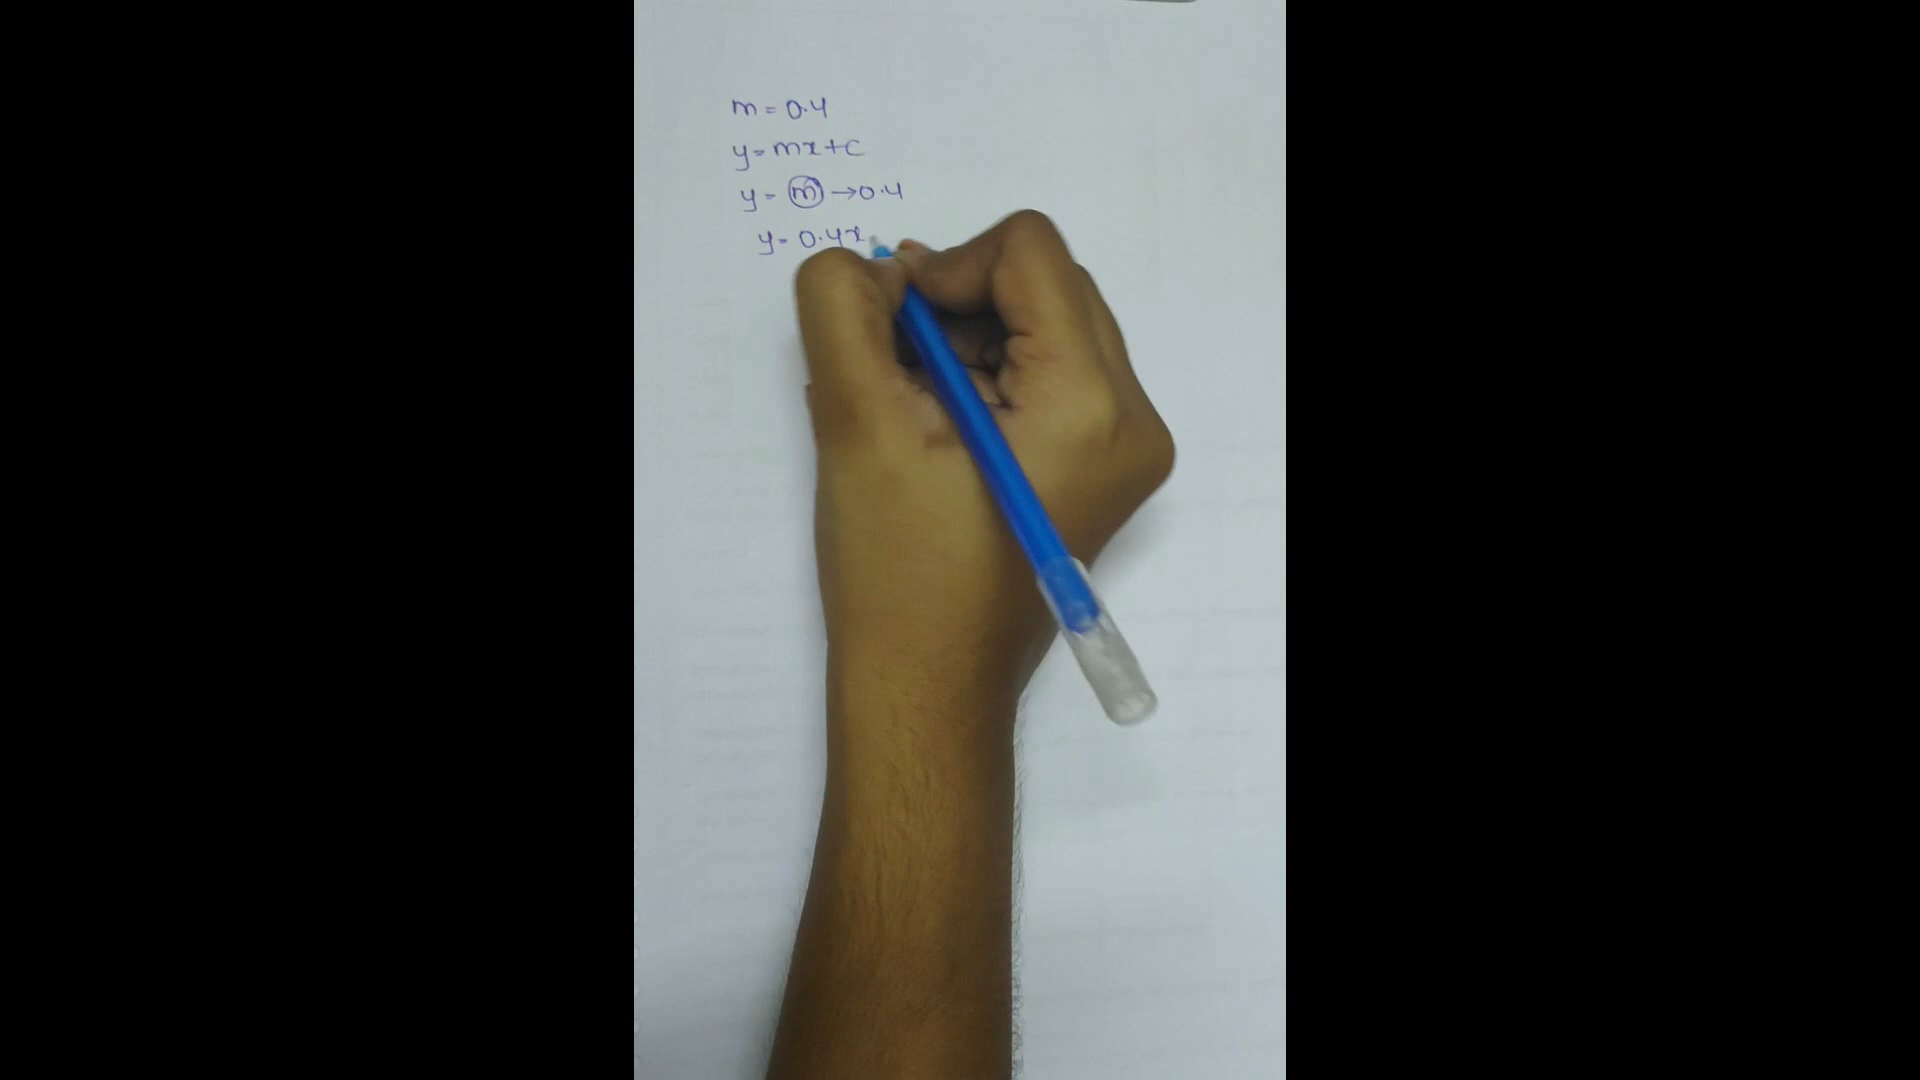 m = 0.4
y = mx+c
y = m → 0.4
y = 0.4x